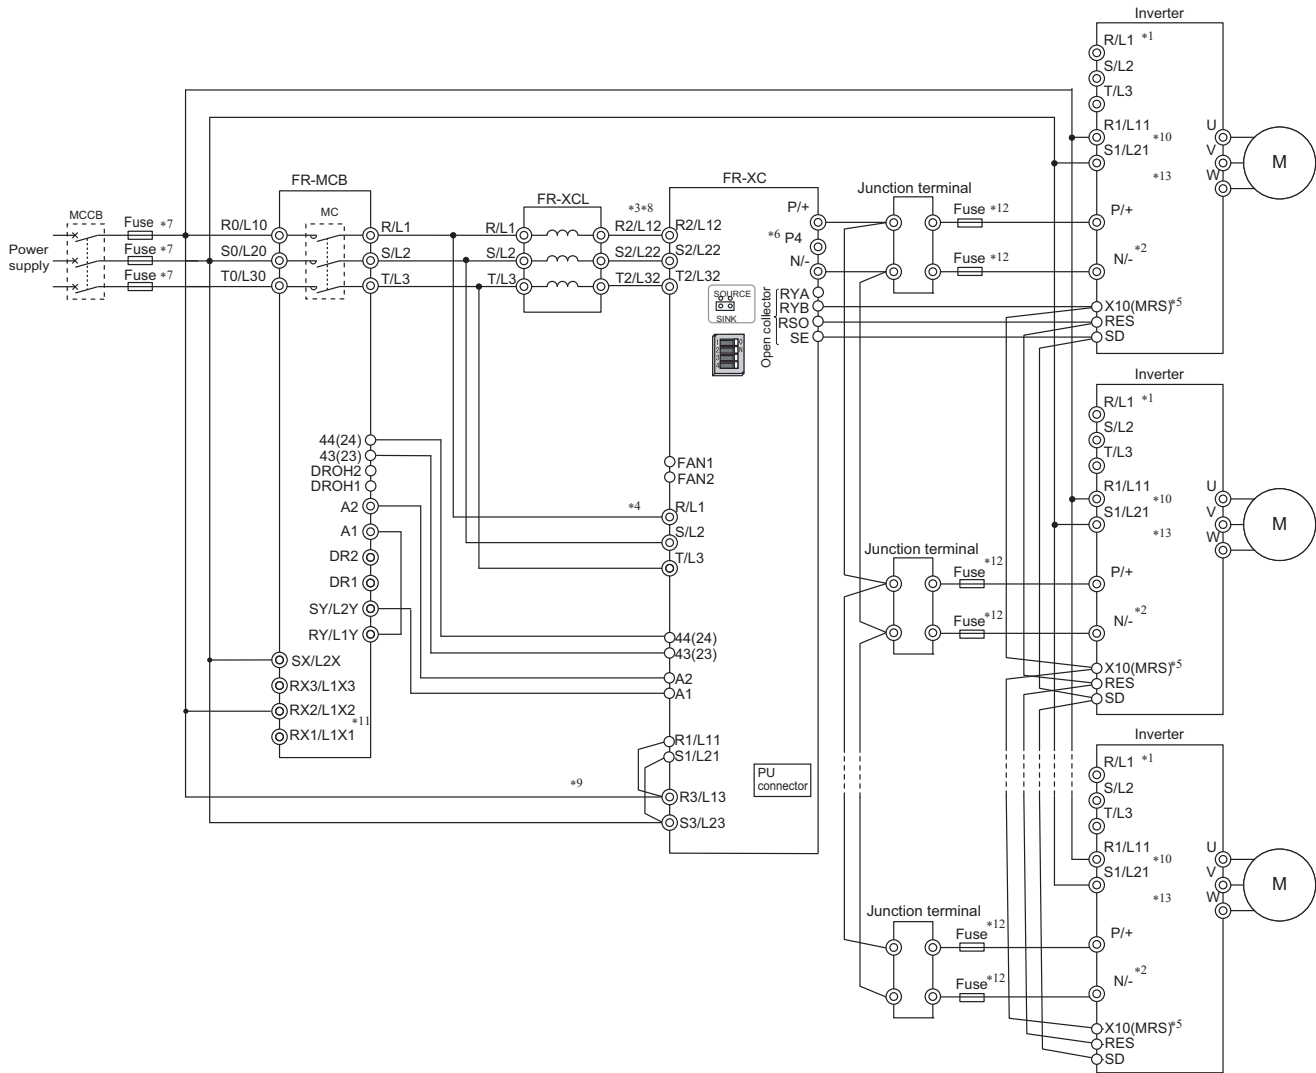 Inverter
R/L1 *1
S/L2
T/L3
R1/L11 *10
S1/L21
*13
U
V
W
M
P/+
N/- *2
X10(MRS)*5
RES
SD
Power
supply
MCCB
Fuse *7
Fuse *7
Fuse *7
FR-MCB
MC
R0/L10
S0/L20
T0/L30
R/L1
S/L2
T/L3
44(24)
43(23)
DROH2
DROH1
A2
A1
DR2
DR1
SY/L2Y
RY/L1Y
SX/L2X
RX3/L1X3
RX2/L1X2
*11
RX1/L1X1
FR-XCL
R/L1
S/L2
T/L3
*3*8
R2/L12
S2/L22
T2/L32
FR-XC
R2/L12
S2/L22
T2/L32
P/+
*6 P4
N/-
SOURCE
SINK
1
2
3
4
O
N
Open collector
RYA
RYB
RSO
SE
FAN1
FAN2
*4
R/L1
S/L2
T/L3
44(24)
43(23)
A2
A1
R1/L11
S1/L21
*9
R3/L13
S3/L23
PU
connector
Junction terminal
Fuse *12
Fuse *12
Inverter
R/L1 *1
S/L2
T/L3
R1/L11 *10
S1/L21
*13
U
V
W
M
Junction terminal
Fuse *12
Fuse *12
P/+
N/- *2
X10(MRS)*5
RES
SD
Inverter
R/L1 *1
S/L2
T/L3
R1/L11 *10
S1/L21
*13
U
V
W
M
Junction terminal
Fuse *12
Fuse *12
P/+
N/- *2
X10(MRS)*5
RES
SD